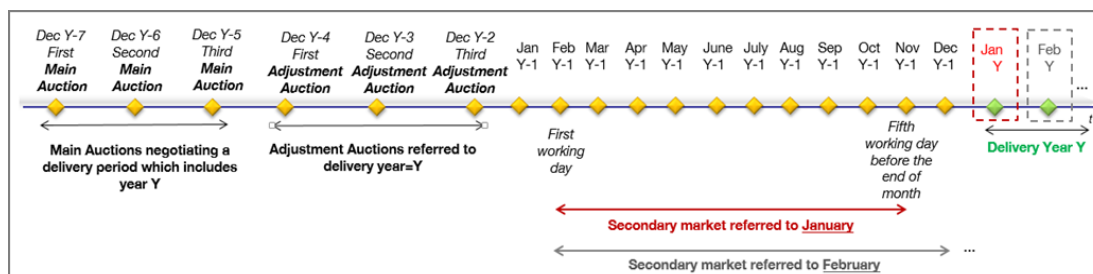 Dec Y-7
First
Main
Auction
Dec Y-6
Second
Main
Auction
Dec Y-5
Third
Main
Auction
Dec Y-4
First
Adjustment
Auction
Dec Y-3
Second
Adjustment
Auction
Dec Y-2
Third
Adjustment
Auction
Jan
Y-1
Feb
Y-1
Mar
Y-1
Apr
Y-1
May
Y-1
June
Y-1
July
Y-1
Aug
Y-1
Sep
Y-1
Oct
Y-1
Nov
Y-1
Dec
Y-1
Jan
Y
Feb
Y
...
t
Main Auctions negotiating a
delivery period which includes
year Y
Adjustment Auctions referred to
delivery year=Y
First
working
day
Fifth
working day
before the
end of
month
Delivery Year Y
Secondary market referred to January
Secondary market referred to February
...